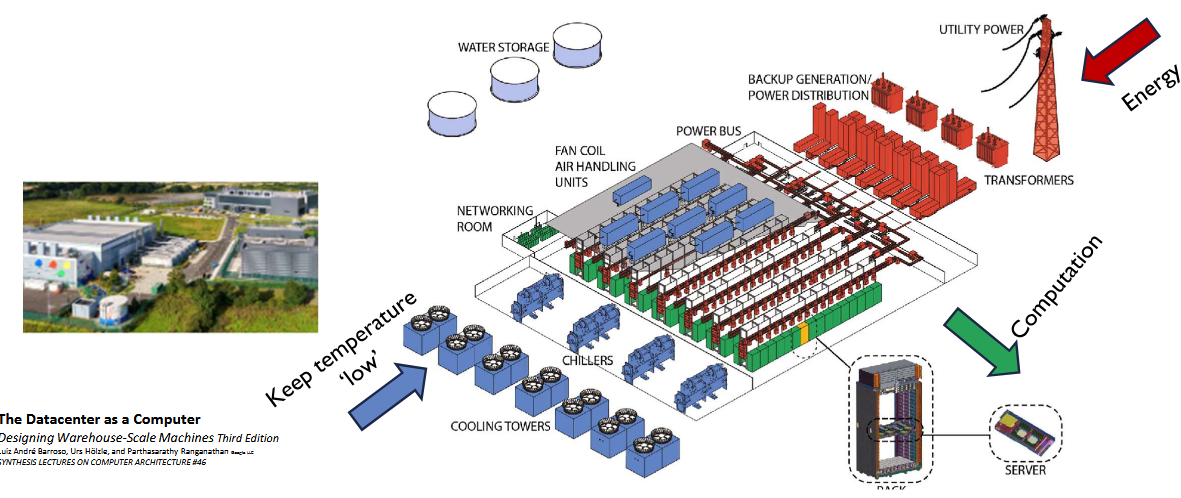 WATER STORAGE
UTILITY POWER
Energy
BACKUP GENERATION/
POWER DISTRIBUTION
POWER BUS
FAN COIL
AIR HANDLING
UNITS
TRANSFORMERS
NETWORKING
ROOM
Computation
Keep temperature
'low'
CHILLERS
COOLING TOWERS
The Datacenter as a Computer
Designing Warehouse-Scale Machines Third Edition
Luiz André Barroso, Urs Hölzle, and Parthasarathy Ranganathan Google LLC
SYNTHESIS LECTURES ON COMPUTER ARCHITECTURE #46
SERVER
RACK